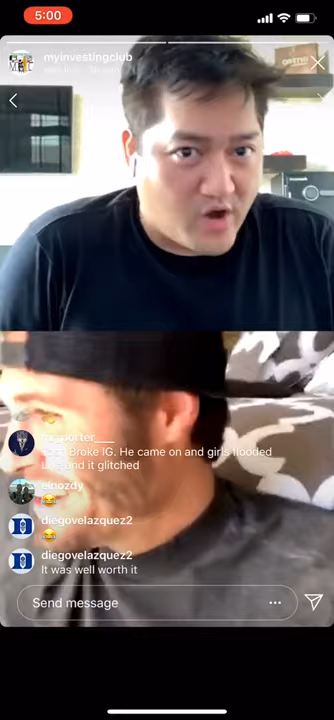 5:00
myinvestingclub
diegovelazquez2
Broke IG. He came on and girls flooded
and it glitched
diegovelazquez2
It was well worth it
Send message